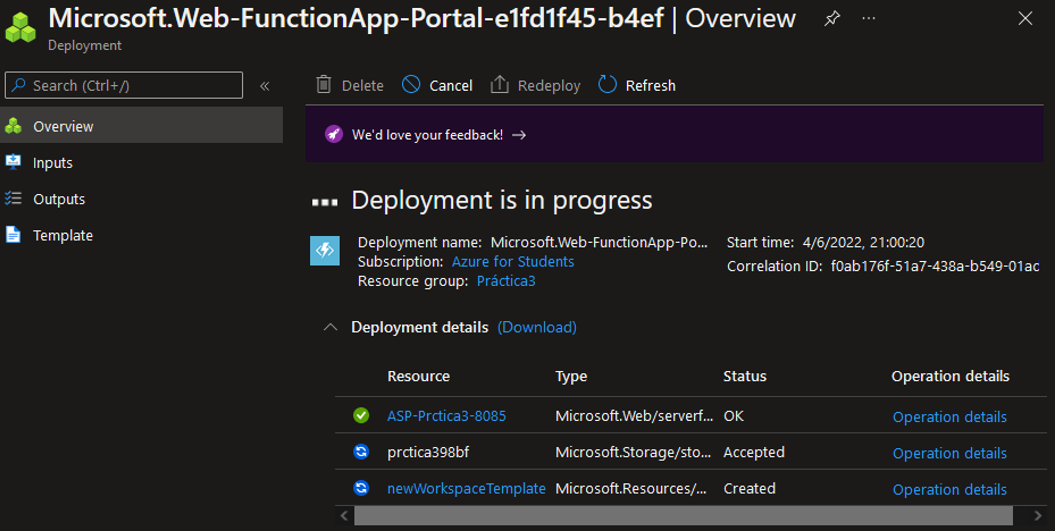 Microsoft.Web-FunctionApp-Portal-e1fd1f45-b4ef | Overview
Deployment
Search (Ctrl+/)
Overview
Inputs
Outputs
Template
Delete
Cancel
Redeploy
Refresh
We'd love your feedback!
Deployment is in progress
Deployment name: Microsoft.Web-FunctionApp-Po...
Subscription: Azure for Students
Resource group: Práctica3
Start time: 4/6/2022, 21:00:20
Correlation ID: f0ab176f-51a7-438a-b549-01ac
Deployment details (Download)
Resource Type Status Operation details
ASP-Prctica3-8085 Microsoft.Web/serverf... OK Operation details
prctica398bf Microsoft.Storage/sto... Accepted Operation details
newWorkspaceTemplate Microsoft.Resources/... Created Operation details